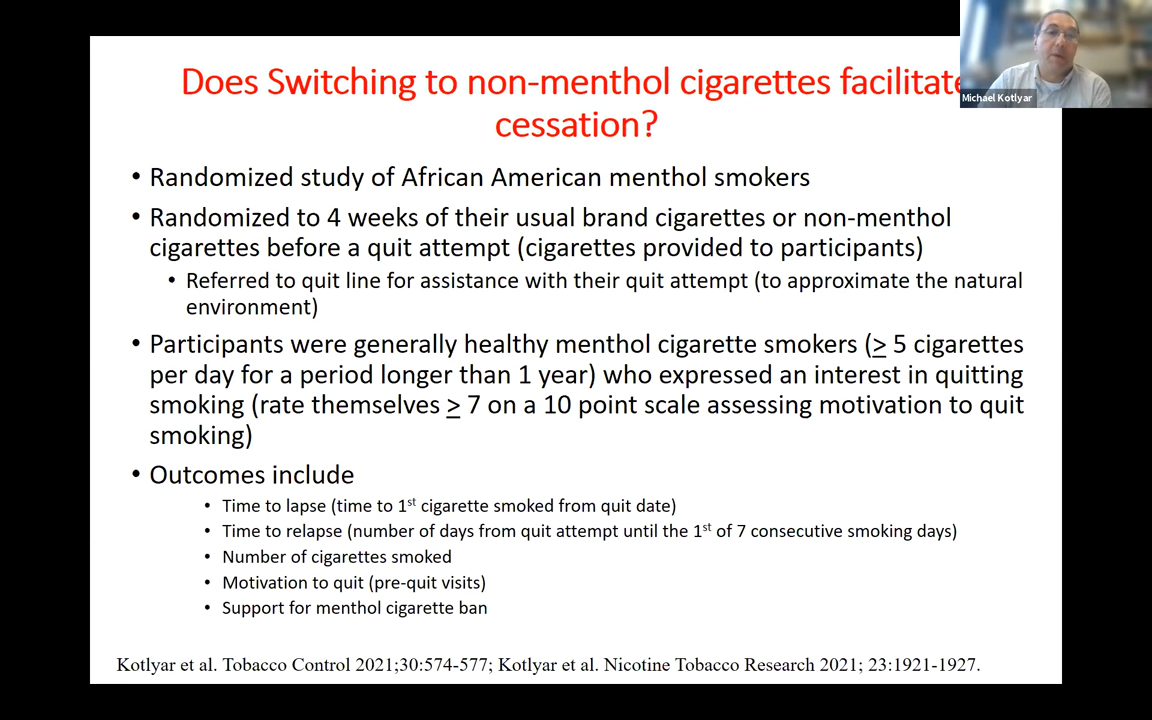 Does Switching to non-menthol cigarettes facilitate
cessation?
Michael Kotlyar
• Randomized study of African American menthol smokers
• Randomized to 4 weeks of their usual brand cigarettes or non-menthol
cigarettes before a quit attempt (cigarettes provided to participants)
• Referred to quit line for assistance with their quit attempt (to approximate the natural
environment)
• Participants were generally healthy menthol cigarette smokers (≥ 5 cigarettes
per day for a period longer than 1 year) who expressed an interest in quitting
smoking (rate themselves ≥ 7 on a 10 point scale assessing motivation to quit
smoking)
• Outcomes include
• Time to lapse (time to 1st cigarette smoked from quit date)
• Time to relapse (number of days from quit attempt until the 1st of 7 consecutive smoking days)
• Number of cigarettes smoked
• Motivation to quit (pre-quit visits)
• Support for menthol cigarette ban
Kotlyar et al. Tobacco Control 2021;30:574-577; Kotlyar et al. Nicotine Tobacco Research 2021; 23:1921-1927.